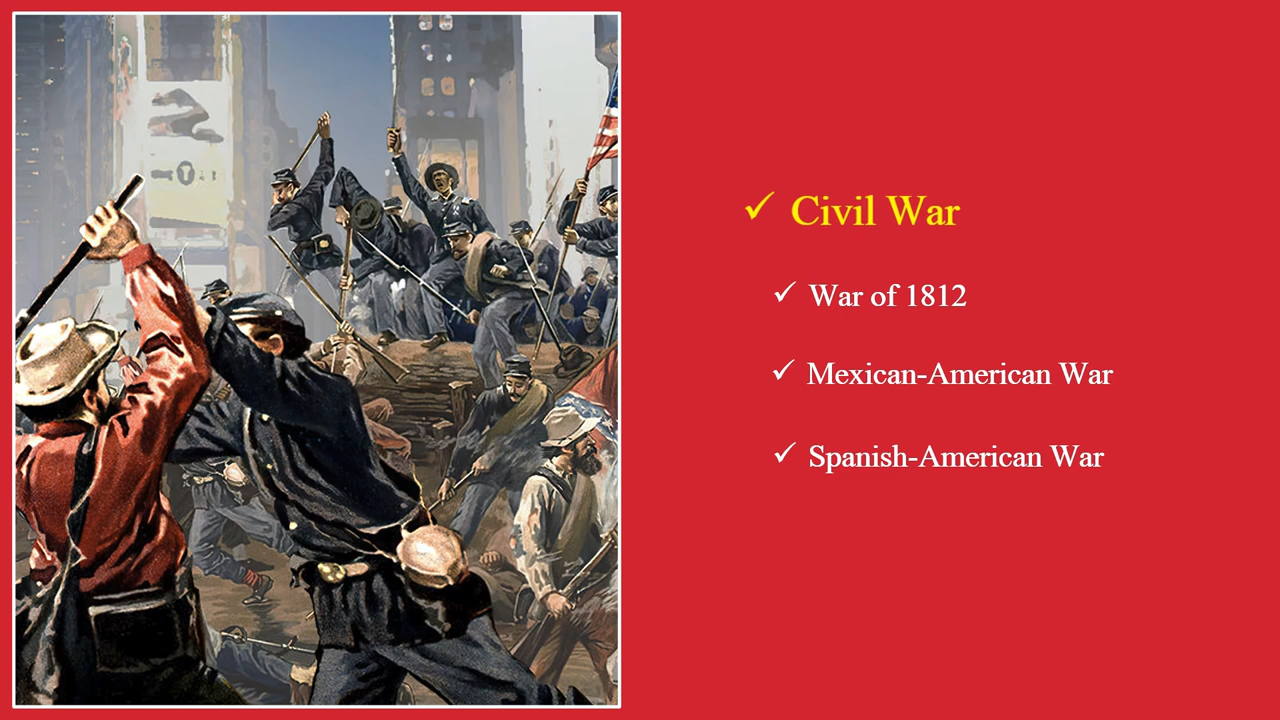 ✓ Civil War
✓ War of 1812
✓ Mexican-American War
✓ Spanish-American War